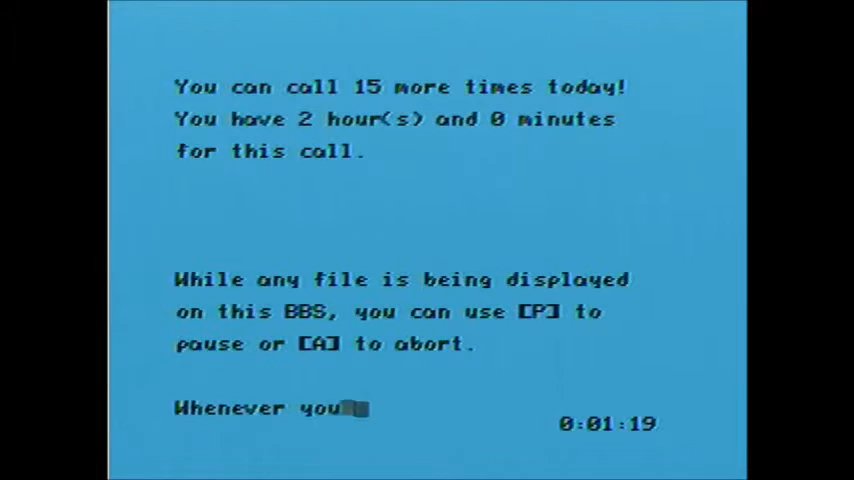 You can call 15 more times today!
You have 2 hour(s) and 0 minutes
for this call.
While any file is being displayed
on this BBS, you can use [P] to
pause or [A] to abort.
Whenever you
0:01:19